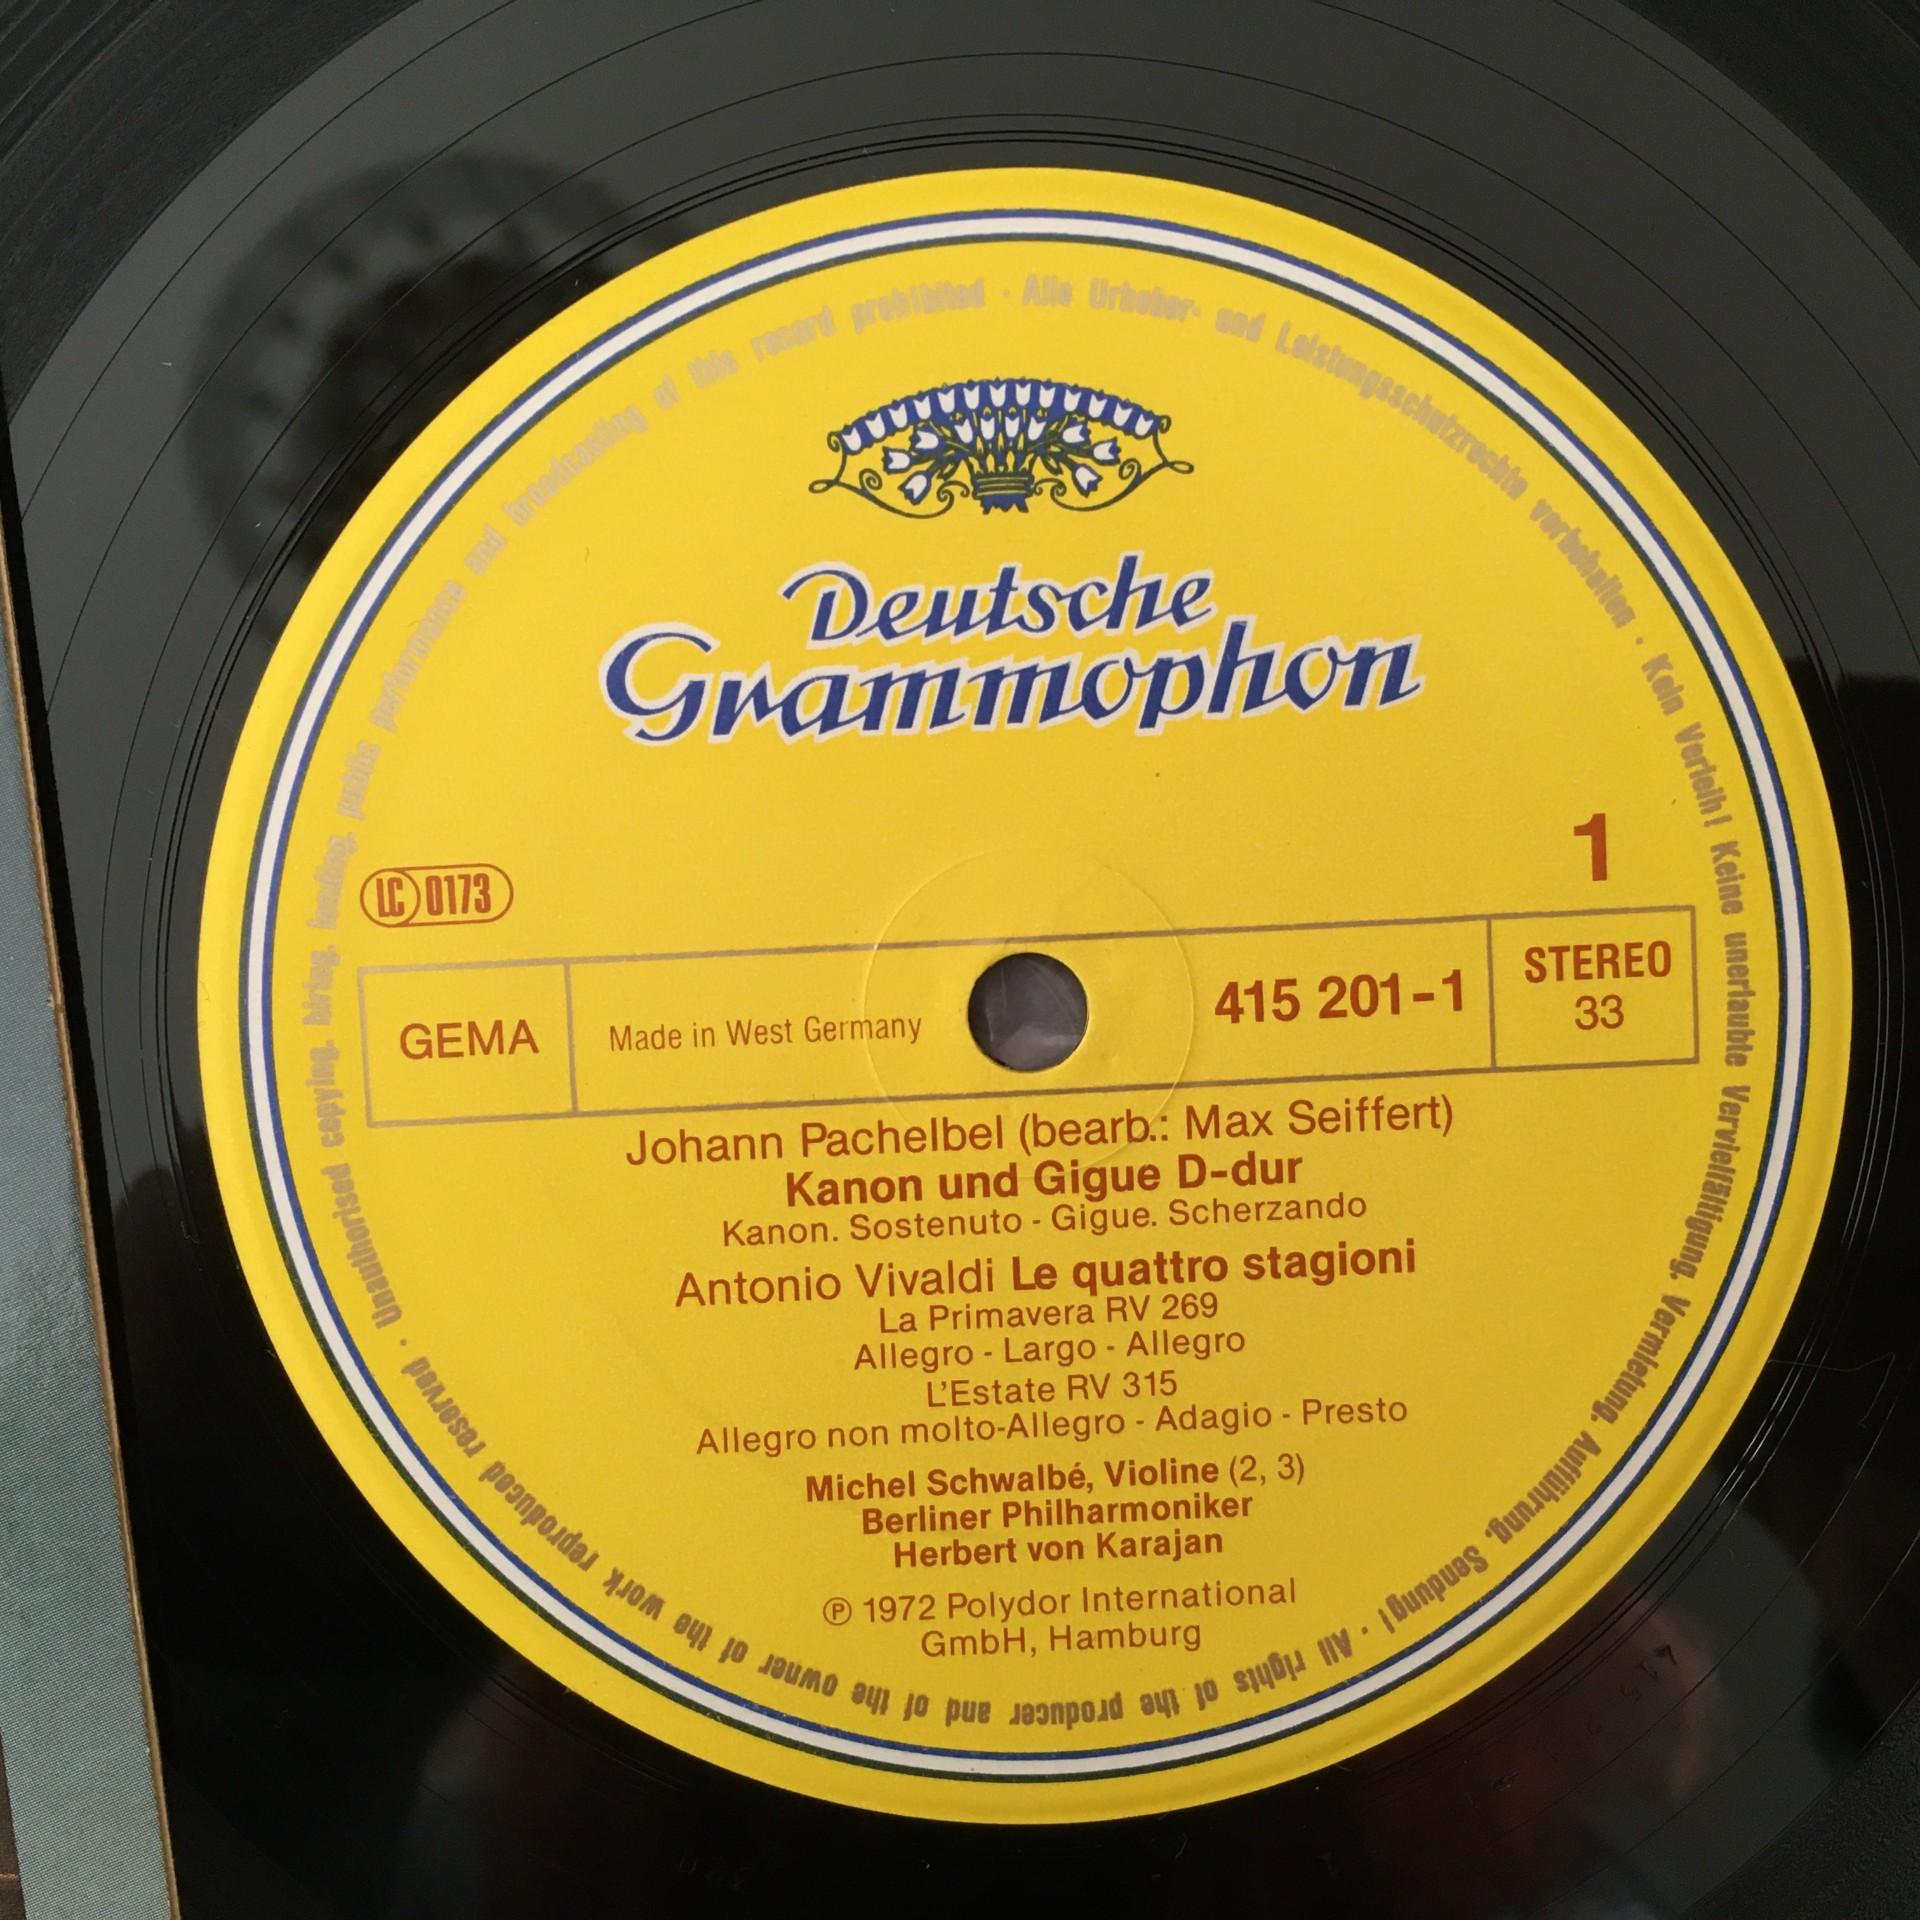 Deutsche
Grammophon
1
LC 0173
GEMA
Made in West Germany
415 201-1
STEREO
33
Johann Pachelbel (bearb.: Max Seiffert)
Kanon und Gigue D-dur
Kanon. Sostenuto - Gigue. Scherzando
Antonio Vivaldi Le quattro stagioni
La Primavera RV 269
Allegro - Largo - Allegro
L'Estate RV 315
Allegro non molto-Allegro - Adagio - Presto
Michel Schwalbé, Violine (2, 3)
Berliner Philharmoniker
Herbert von Karajan
℗ 1972 Polydor International
GmbH, Hamburg
Alle Urheber- und Leistungsschutzrechte vorbehalten · Kein Verleih! Keine unerlaubte Vervielfältigung, Vermietung, Aufführung, Sendung! · All rights of the producer and of the owner of the work reproduced reserved · Unauthorised copying, hiring, lending, public performance and broadcasting of this record prohibited ·